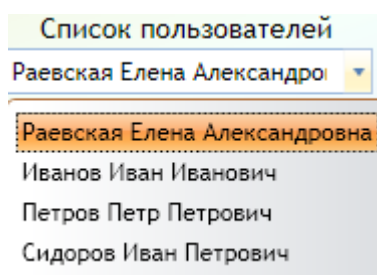 Список пользователей
Раевская Елена Александро
Раевская Елена Александровна
Иванов Иван Иванович
Петров Петр Петрович
Сидоров Иван Петрович